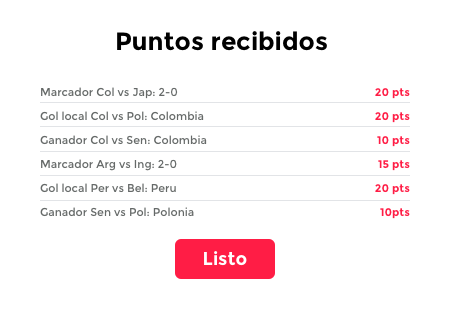 Puntos recibidos
Marcador Col vs Jap: 2-0 20 pts
Gol local Col vs Pol: Colombia 20 pts
Ganador Col vs Sen: Colombia 10 pts
Marcador Arg vs Ing: 2-0 15 pts
Gol local Per vs Bel: Peru 20 pts
Ganador Sen vs Pol: Polonia 10pts
Listo